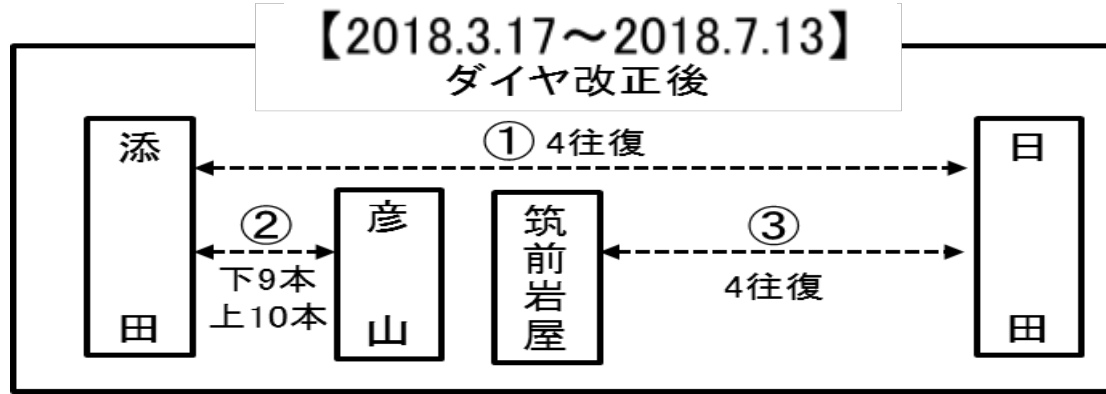 【2018.3.17～2018.7.13】
ダイヤ改正後
添田
① 4往復
日田
② 
下9本
上10本
彦山
筑前岩屋
③
4往復